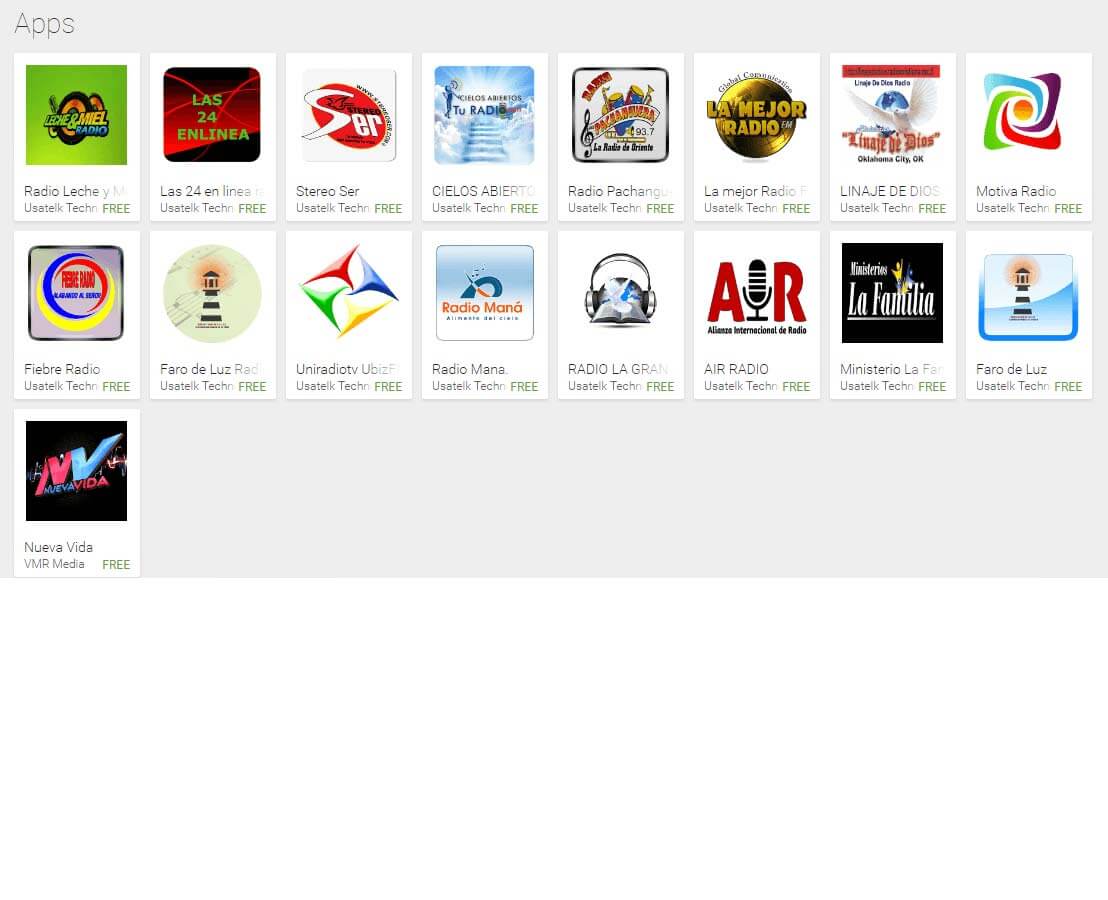 Apps
LECHE&MIEL
RADIO
Radio Leche y M
Usatelk Techn FREE
LAS
24
ENLINEA
Las 24 en linea ra
Usatelk Techn FREE
STEREO
Ser
Stereo Ser
Usatelk Techn FREE
CIELOS ABIERTOS
Tu RADIO
CIELOS ABIERTO
Usatelk Techn FREE
RADIO
PACHANGUERA
93.7
La Radio de Oriente
Radio Pachangue
Usatelk Techn FREE
Global Comunication
LA MEJOR
RADIO FM
La mejor Radio F
Usatelk Techn FREE
Linaje De Dios Radio
"Linaje de Dios"
Oklahoma City, OK
LINAJE DE DIOS
Usatelk Techn FREE
Motiva Radio
Usatelk Techn FREE
FIEBRE RADIO
ALABANDO AL SEÑOR
Fiebre Radio
Usatelk Techn FREE
Faro de Luz Rad
Usatelk Techn FREE
Uniradiotv UbizF
Usatelk Techn FREE
Radio Maná
Alimento del cielo
Radio Mana.
Usatelk Techn FREE
RADIO LA GRAN
Usatelk Techn FREE
AIR
Alianza Internacional de Radio
AIR RADIO
Usatelk Techn FREE
Ministerios
La Familia
Ministerio La Fam
Usatelk Techn FREE
Faro de Luz
Usatelk Techn FREE
NV
NUEVAVIDA
Nueva Vida
VMR Media FREE